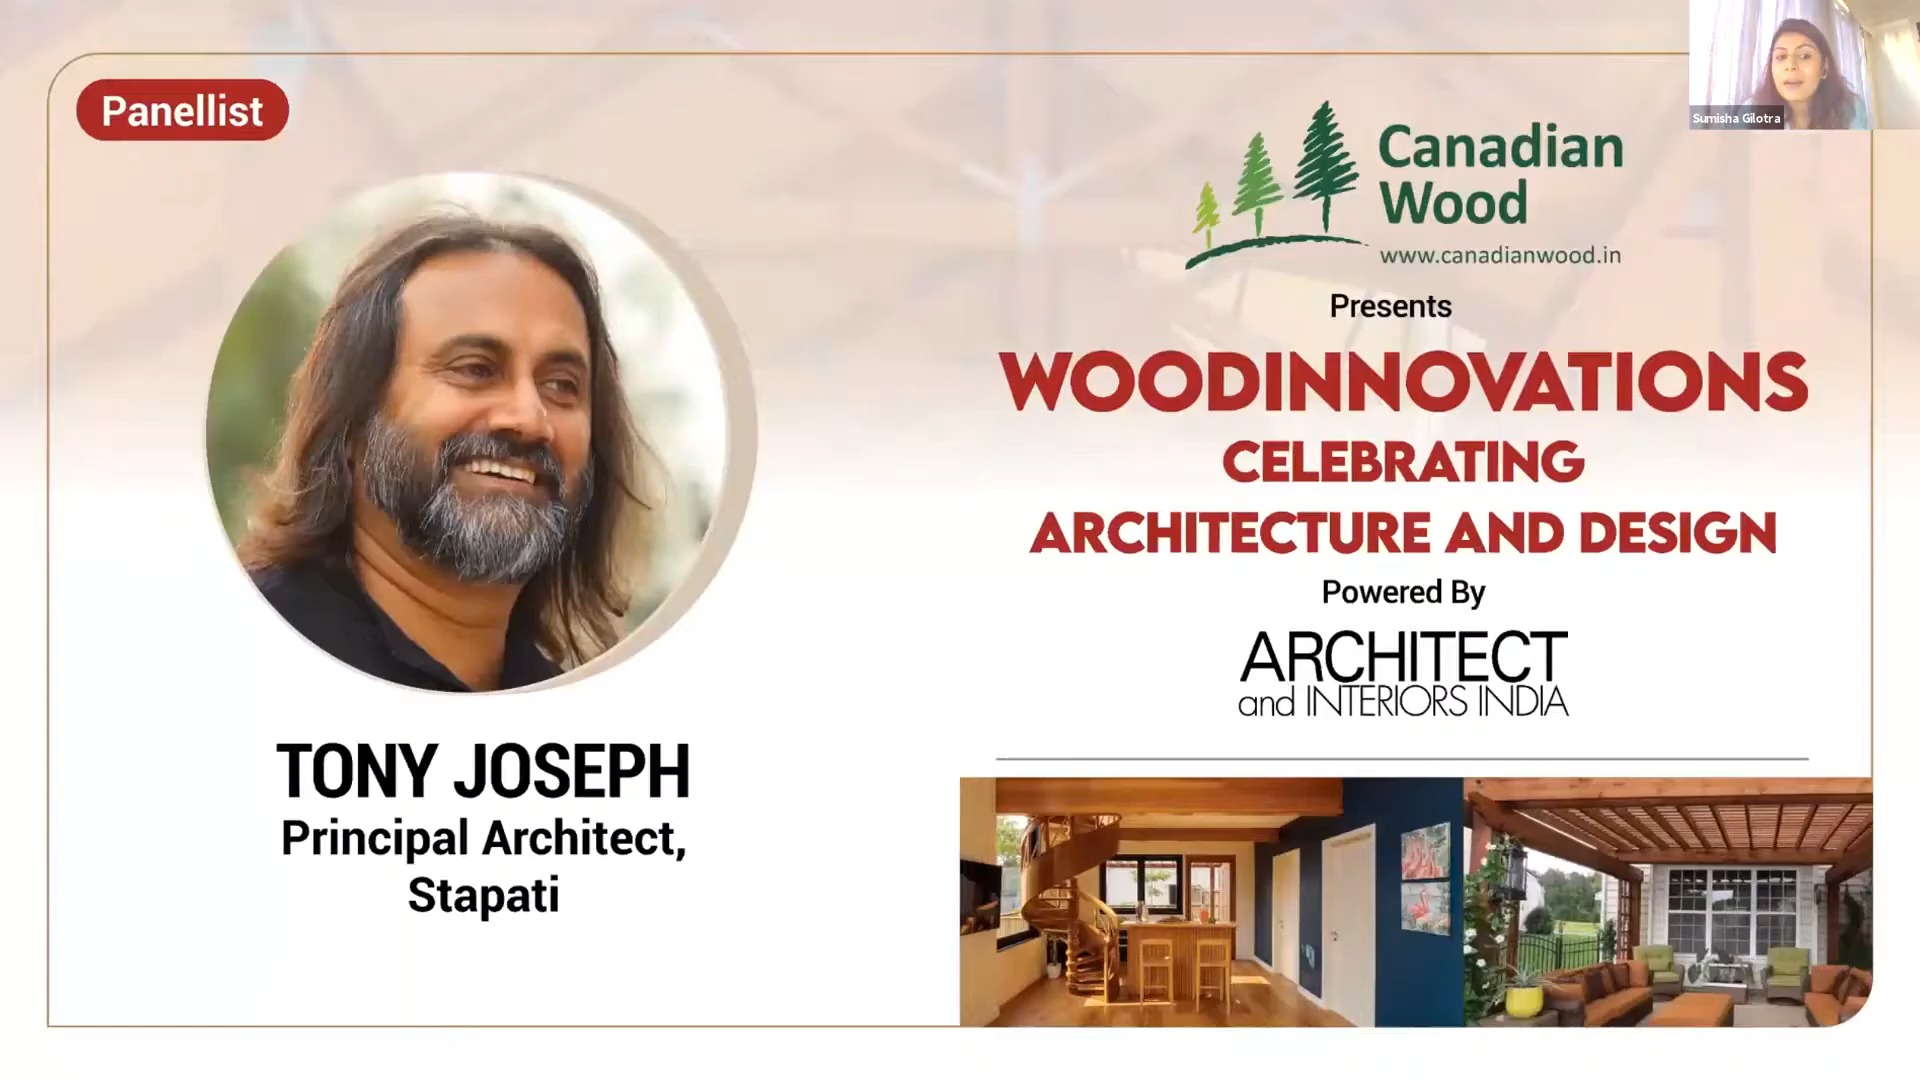 Panellist
TONY JOSEPH
Principal Architect,
Stapati
Canadian
Wood
www.canadianwood.in
Presents
WOODINNOVATIONS
CELEBRATING
ARCHITECTURE AND DESIGN
Powered By
ARCHITECT
and INTERIORS INDIA
Sumisha Gilotra